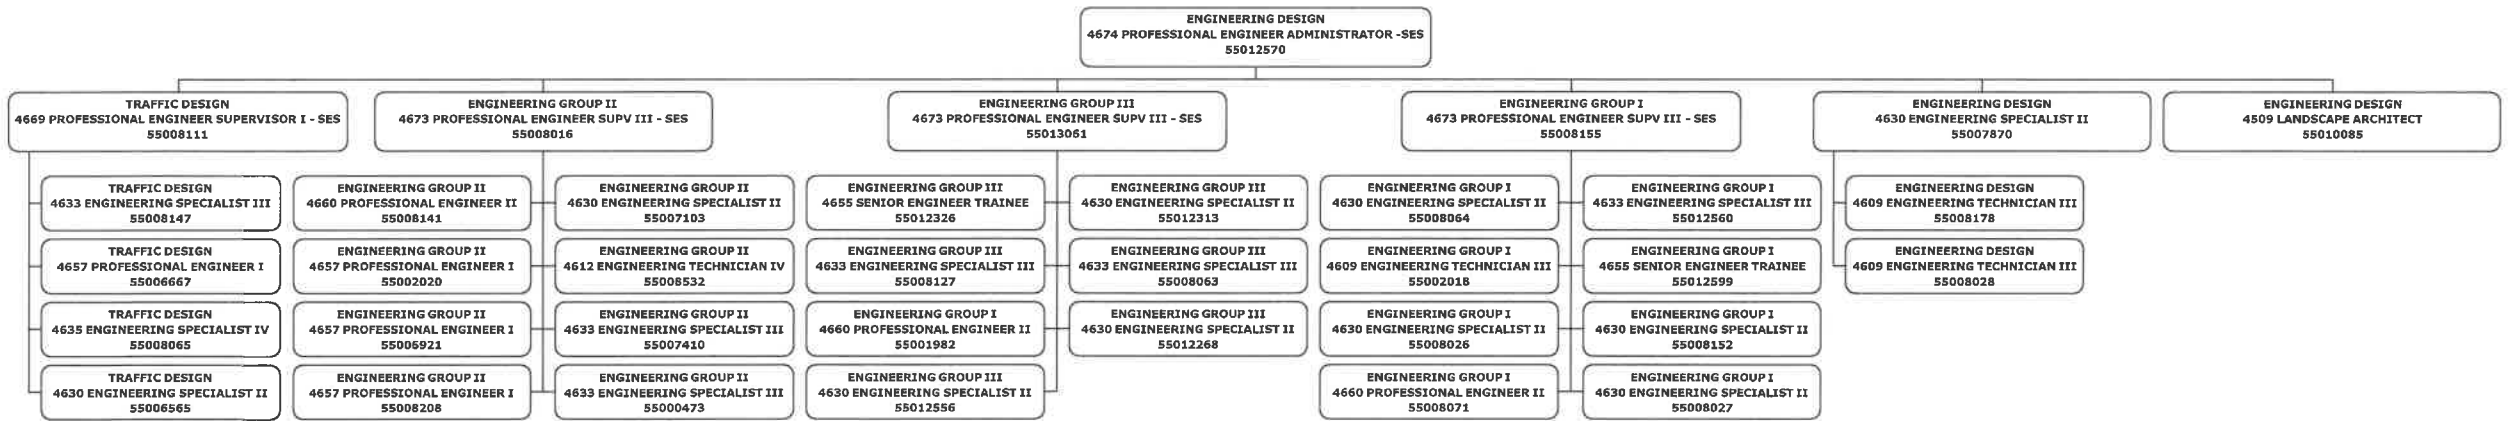 ENGINEERING DESIGN
4674 PROFESSIONAL ENGINEER ADMINISTRATOR -SES
55012570
TRAFFIC DESIGN
4669 PROFESSIONAL ENGINEER SUPERVISOR I - SES
55008111
ENGINEERING GROUP II
4673 PROFESSIONAL ENGINEER SUPV III - SES
55008016
ENGINEERING GROUP III
4673 PROFESSIONAL ENGINEER SUPV III - SES
55013061
ENGINEERING GROUP I
4673 PROFESSIONAL ENGINEER SUPV III - SES
55008155
ENGINEERING DESIGN
4630 ENGINEERING SPECIALIST II
55007870
ENGINEERING DESIGN
4509 LANDSCAPE ARCHITECT
55010085
TRAFFIC DESIGN
4633 ENGINEERING SPECIALIST III
55008147
TRAFFIC DESIGN
4657 PROFESSIONAL ENGINEER I
55006667
TRAFFIC DESIGN
4635 ENGINEERING SPECIALIST IV
55008065
TRAFFIC DESIGN
4630 ENGINEERING SPECIALIST II
55006565
ENGINEERING GROUP II
4660 PROFESSIONAL ENGINEER II
55008141
ENGINEERING GROUP II
4630 ENGINEERING SPECIALIST II
55007103
ENGINEERING GROUP II
4657 PROFESSIONAL ENGINEER I
55002020
ENGINEERING GROUP II
4612 ENGINEERING TECHNICIAN IV
55008532
ENGINEERING GROUP II
4657 PROFESSIONAL ENGINEER I
55006921
ENGINEERING GROUP II
4633 ENGINEERING SPECIALIST III
55007410
ENGINEERING GROUP II
4657 PROFESSIONAL ENGINEER I
55008208
ENGINEERING GROUP II
4633 ENGINEERING SPECIALIST III
55000473
ENGINEERING GROUP III
4655 SENIOR ENGINEER TRAINEE
55012326
ENGINEERING GROUP III
4630 ENGINEERING SPECIALIST II
55012313
ENGINEERING GROUP III
4633 ENGINEERING SPECIALIST III
55008127
ENGINEERING GROUP III
4633 ENGINEERING SPECIALIST III
55008063
ENGINEERING GROUP I
4660 PROFESSIONAL ENGINEER II
55001982
ENGINEERING GROUP III
4630 ENGINEERING SPECIALIST II
55012268
ENGINEERING GROUP III
4630 ENGINEERING SPECIALIST II
55012556
ENGINEERING GROUP I
4630 ENGINEERING SPECIALIST II
55008064
ENGINEERING GROUP I
4633 ENGINEERING SPECIALIST III
55012560
ENGINEERING GROUP I
4609 ENGINEERING TECHNICIAN III
55002018
ENGINEERING GROUP I
4655 SENIOR ENGINEER TRAINEE
55012599
ENGINEERING GROUP I
4630 ENGINEERING SPECIALIST II
55008026
ENGINEERING GROUP I
4630 ENGINEERING SPECIALIST II
55008152
ENGINEERING GROUP I
4660 PROFESSIONAL ENGINEER II
55008071
ENGINEERING GROUP I
4630 ENGINEERING SPECIALIST II
55008027
ENGINEERING DESIGN
4609 ENGINEERING TECHNICIAN III
55008178
ENGINEERING DESIGN
4609 ENGINEERING TECHNICIAN III
55008028